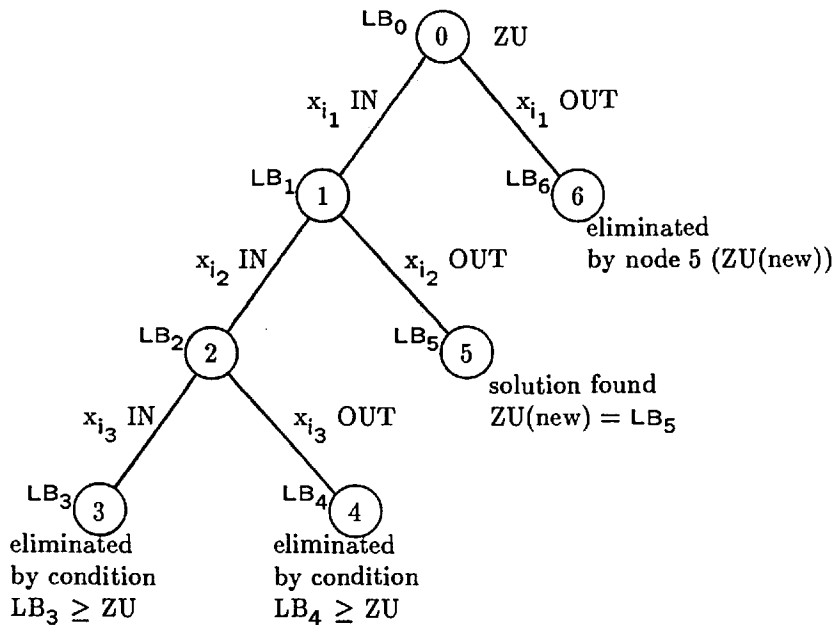 LB₀ 0 ZU
xᵢ₁ IN xᵢ₁ OUT
LB₁ 1 LB₆ 6
eliminated
by node 5 (ZU(new))
xᵢ₂ IN xᵢ₂ OUT
LB₂ 2 LB₅ 5
solution found
ZU(new) = LB₅
xᵢ₃ IN xᵢ₃ OUT
LB₃ 3 LB₄ 4
eliminated
by condition
LB₃ ≥ ZU
eliminated
by condition
LB₄ ≥ ZU